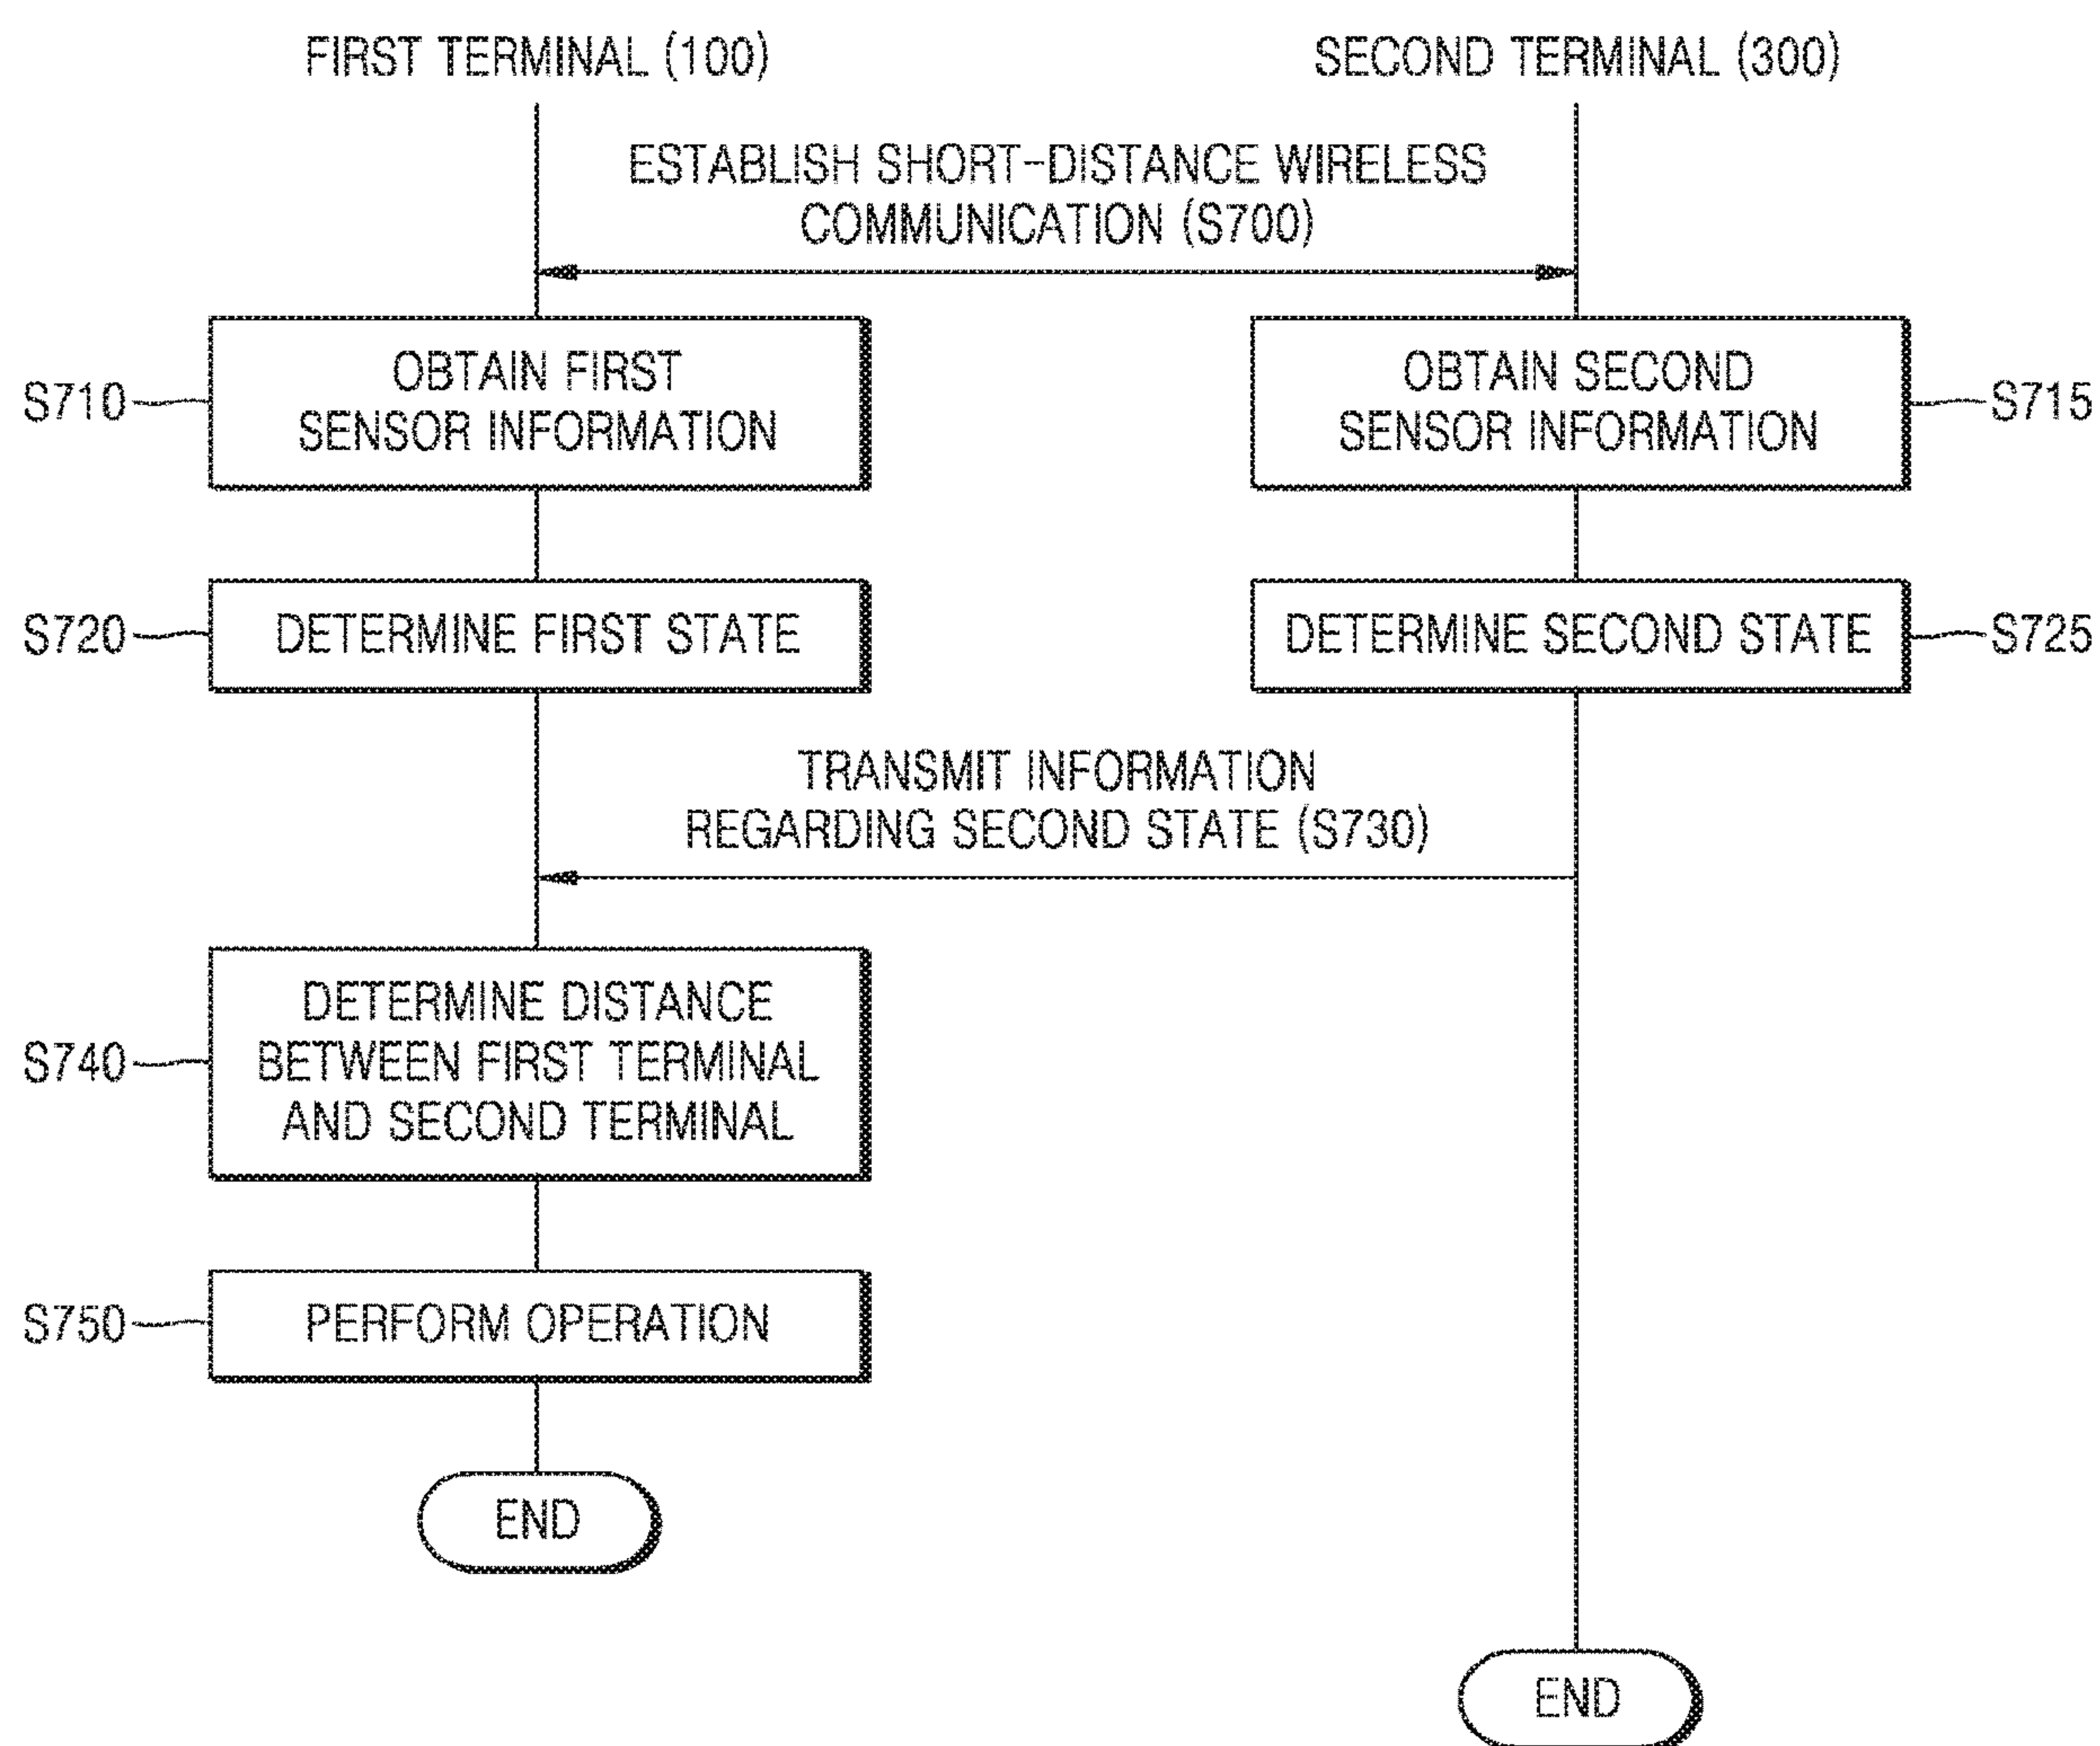 FIRST TERMINAL (100)
SECOND TERMINAL (300)
ESTABLISH SHORT-DISTANCE WIRELESS
COMMUNICATION (S700)
S710
OBTAIN FIRST
SENSOR INFORMATION
OBTAIN SECOND
SENSOR INFORMATION
S715
S720
DETERMINE FIRST STATE
DETERMINE SECOND STATE
S725
TRANSMIT INFORMATION
REGARDING SECOND STATE (S730)
S740
DETERMINE DISTANCE
BETWEEN FIRST TERMINAL
AND SECOND TERMINAL
S750
PERFORM OPERATION
END
END